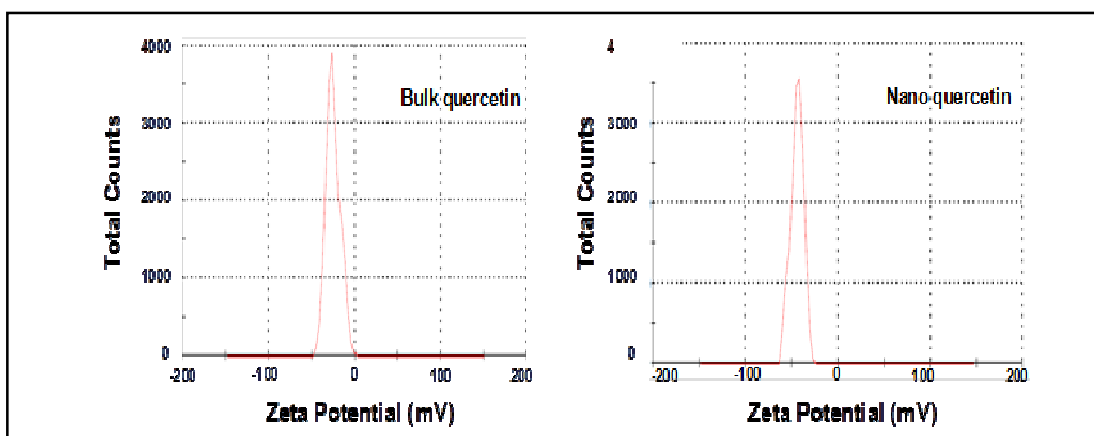 4000
3000
2000
1000
0
-200 -100 0 100 200
Total Counts
Zeta Potential (mV)
Bulk quercetin
4
3000
2000
1000
0
-200 -100 0 100 200
Total Counts
Zeta Potential (mV)
Nano-quercetin